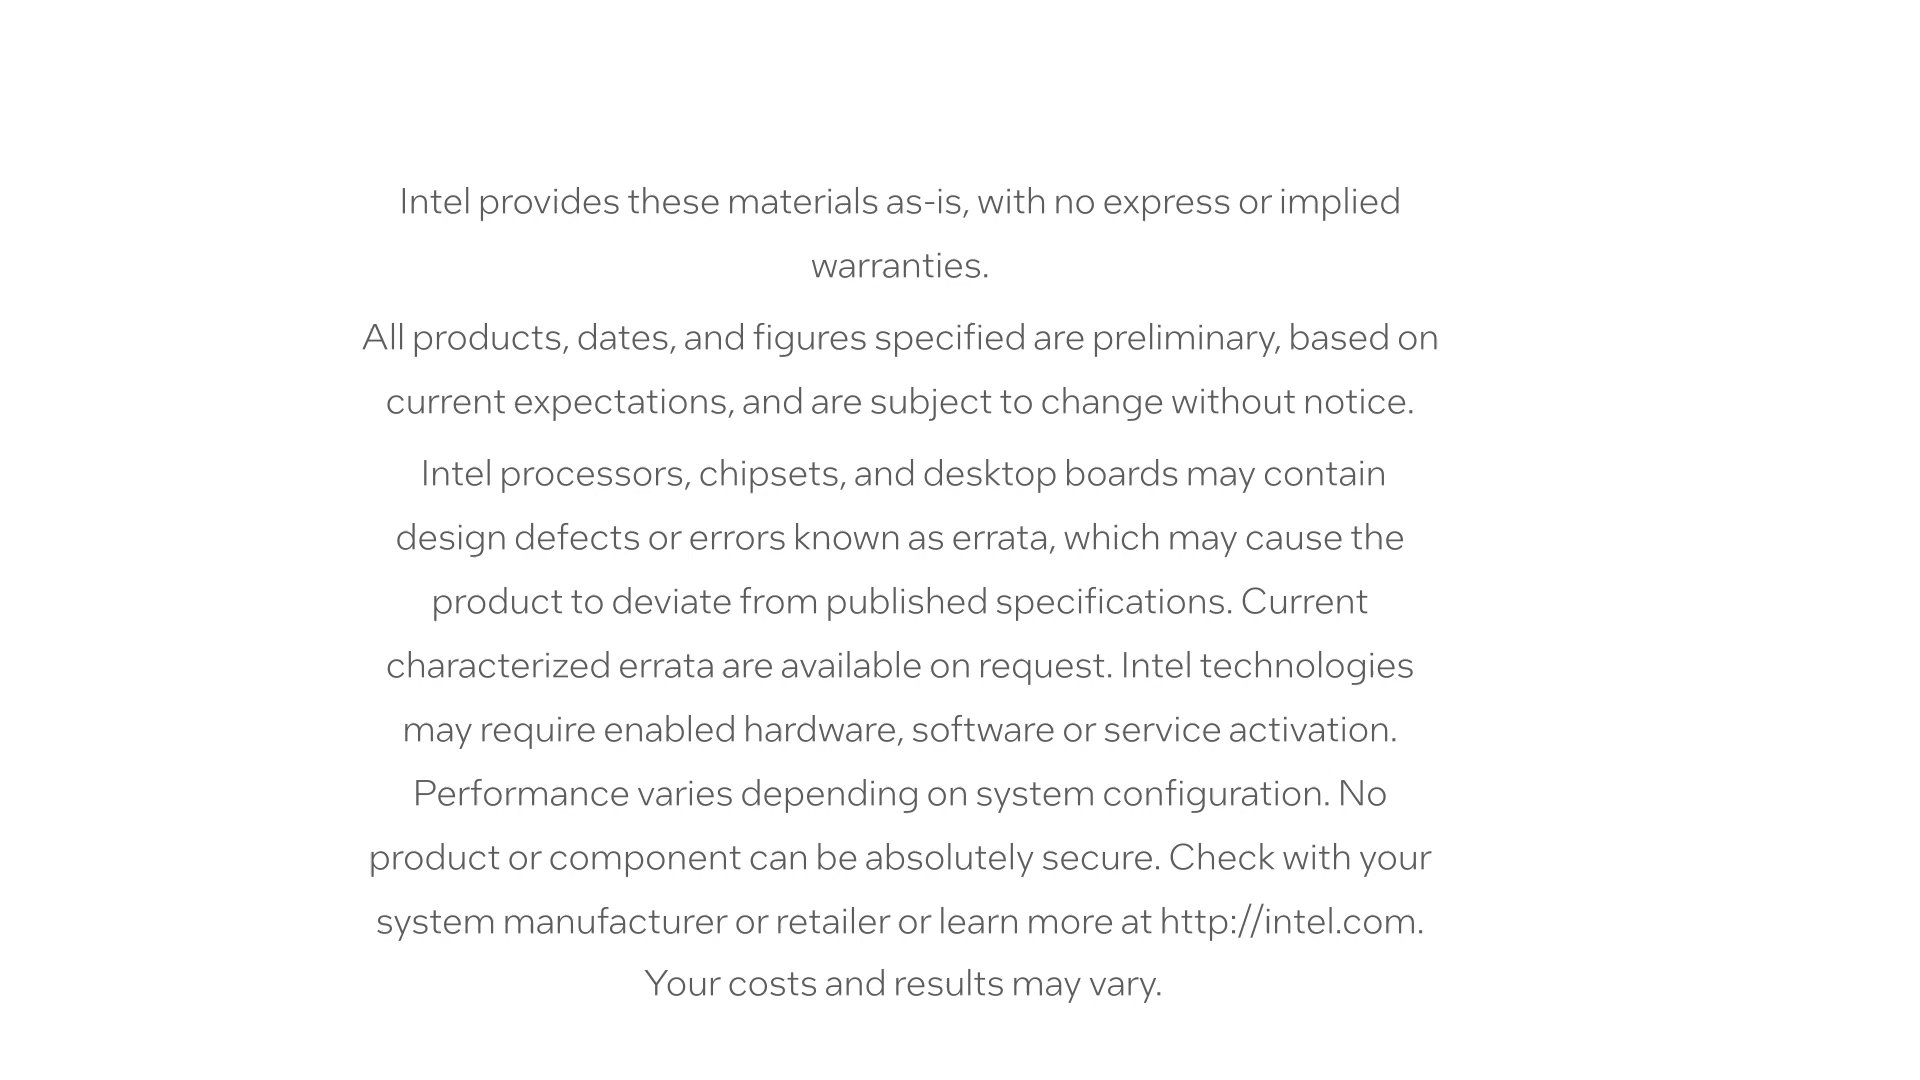 Intel provides these materials as-is, with no express or implied
warranties.
All products, dates, and figures specified are preliminary, based on
current expectations, and are subject to change without notice.
Intel processors, chipsets, and desktop boards may contain
design defects or errors known as errata, which may cause the
product to deviate from published specifications. Current
characterized errata are available on request. Intel technologies
may require enabled hardware, software or service activation.
Performance varies depending on system configuration. No
product or component can be absolutely secure. Check with your
system manufacturer or retailer or learn more at http://intel.com.
Your costs and results may vary.